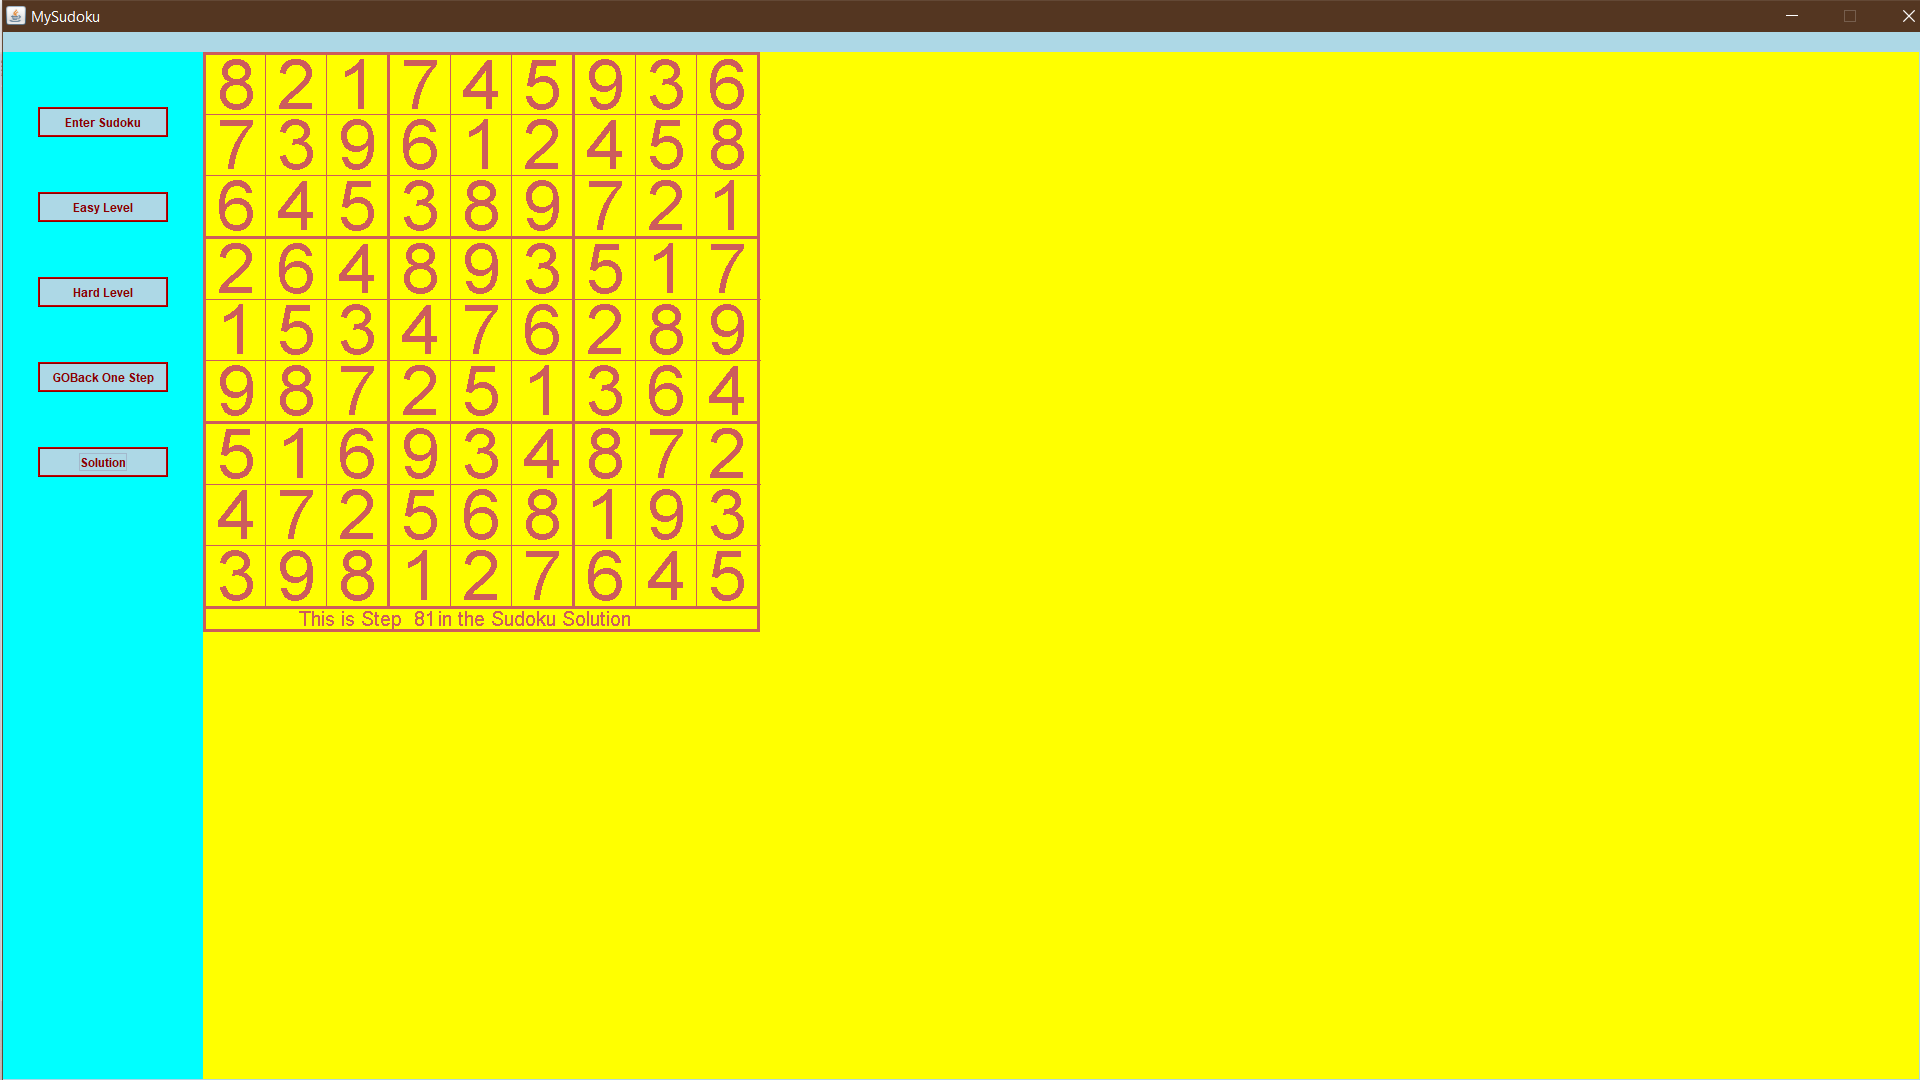 MySudoku
Enter Sudoku
Easy Level
Hard Level
GOBack One Step
Solution
8 2 1 7 4 5 9 3 6
7 3 9 6 1 2 4 5 8
6 4 5 3 8 9 7 2 1
2 6 4 8 9 3 5 1 7
1 5 3 4 7 6 2 8 9
9 8 7 2 5 1 3 6 4
5 1 6 9 3 4 8 7 2
4 7 2 5 6 8 1 9 3
3 9 8 1 2 7 6 4 5
This is Step  81in the Sudoku Solution